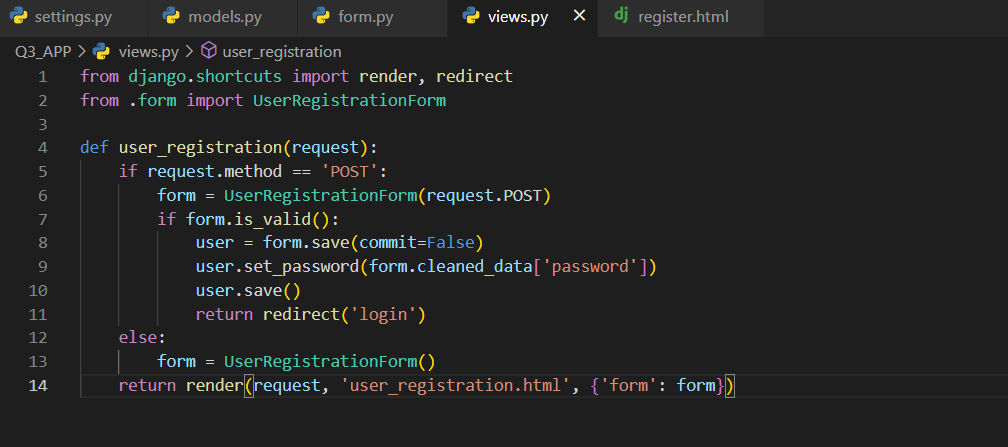 settings.py models.py form.py views.py × dj register.html
Q3_APP > views.py > user_registration
1 from django.shortcuts import render, redirect
2 from .form import UserRegistrationForm
3
4 def user_registration(request):
5     if request.method == 'POST':
6         form = UserRegistrationForm(request.POST)
7         if form.is_valid():
8             user = form.save(commit=False)
9             user.set_password(form.cleaned_data['password'])
10             user.save()
11             return redirect('login')
12     else:
13         form = UserRegistrationForm()
14     return render(request, 'user_registration.html', {'form': form})